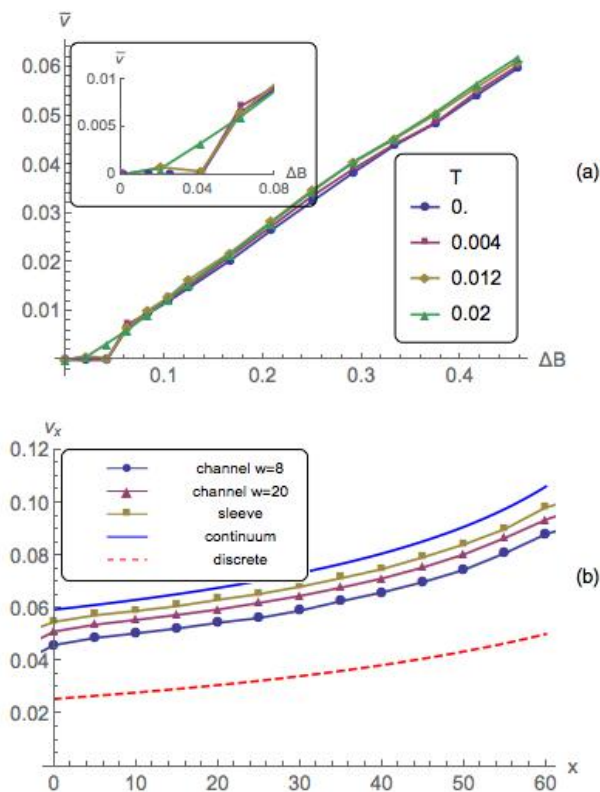 v̄
0.06
0.05
0.04
0.03
0.02
0.01
0.1 0.2 0.3 0.4 ΔB
v̄
0.01
0.005
0
0 0.04 0.08
ΔB
T
0.
0.004
0.012
0.02
(a)
vₓ
0.12
0.10
0.08
0.06
0.04
0.02
0 10 20 30 40 50 60 x
channel w=8
channel w=20
sleeve
continuum
discrete
(b)